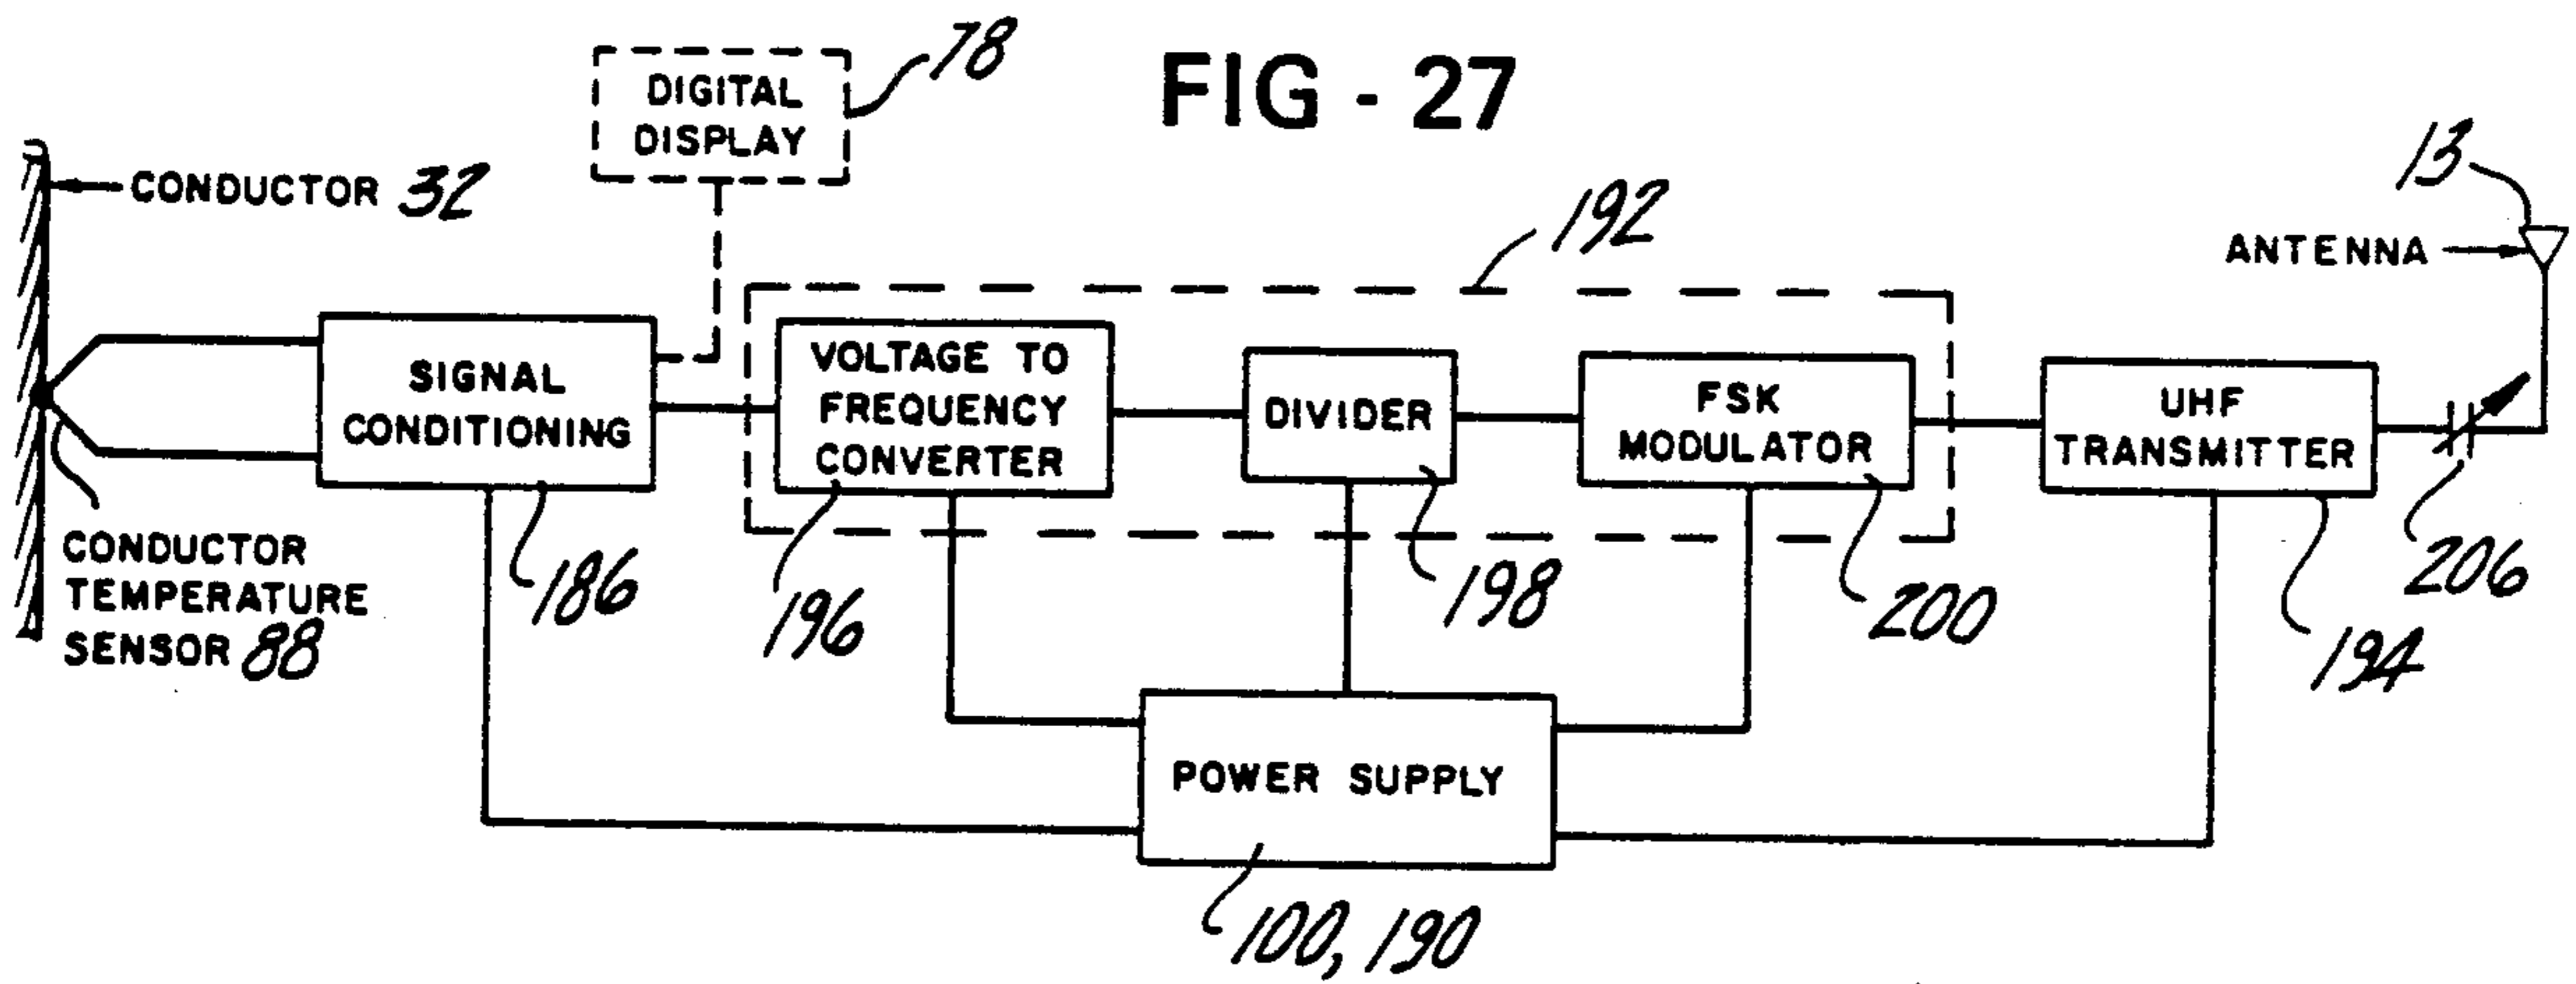 FIG - 27
DIGITAL
DISPLAY
78
CONDUCTOR 32
192
13
ANTENNA
SIGNAL
CONDITIONING
VOLTAGE TO
FREQUENCY
CONVERTER
DIVIDER
FSK
MODULATOR
UHF
TRANSMITTER
CONDUCTOR
TEMPERATURE
SENSOR 88
186
196
198
200
206
194
POWER SUPPLY
100, 190